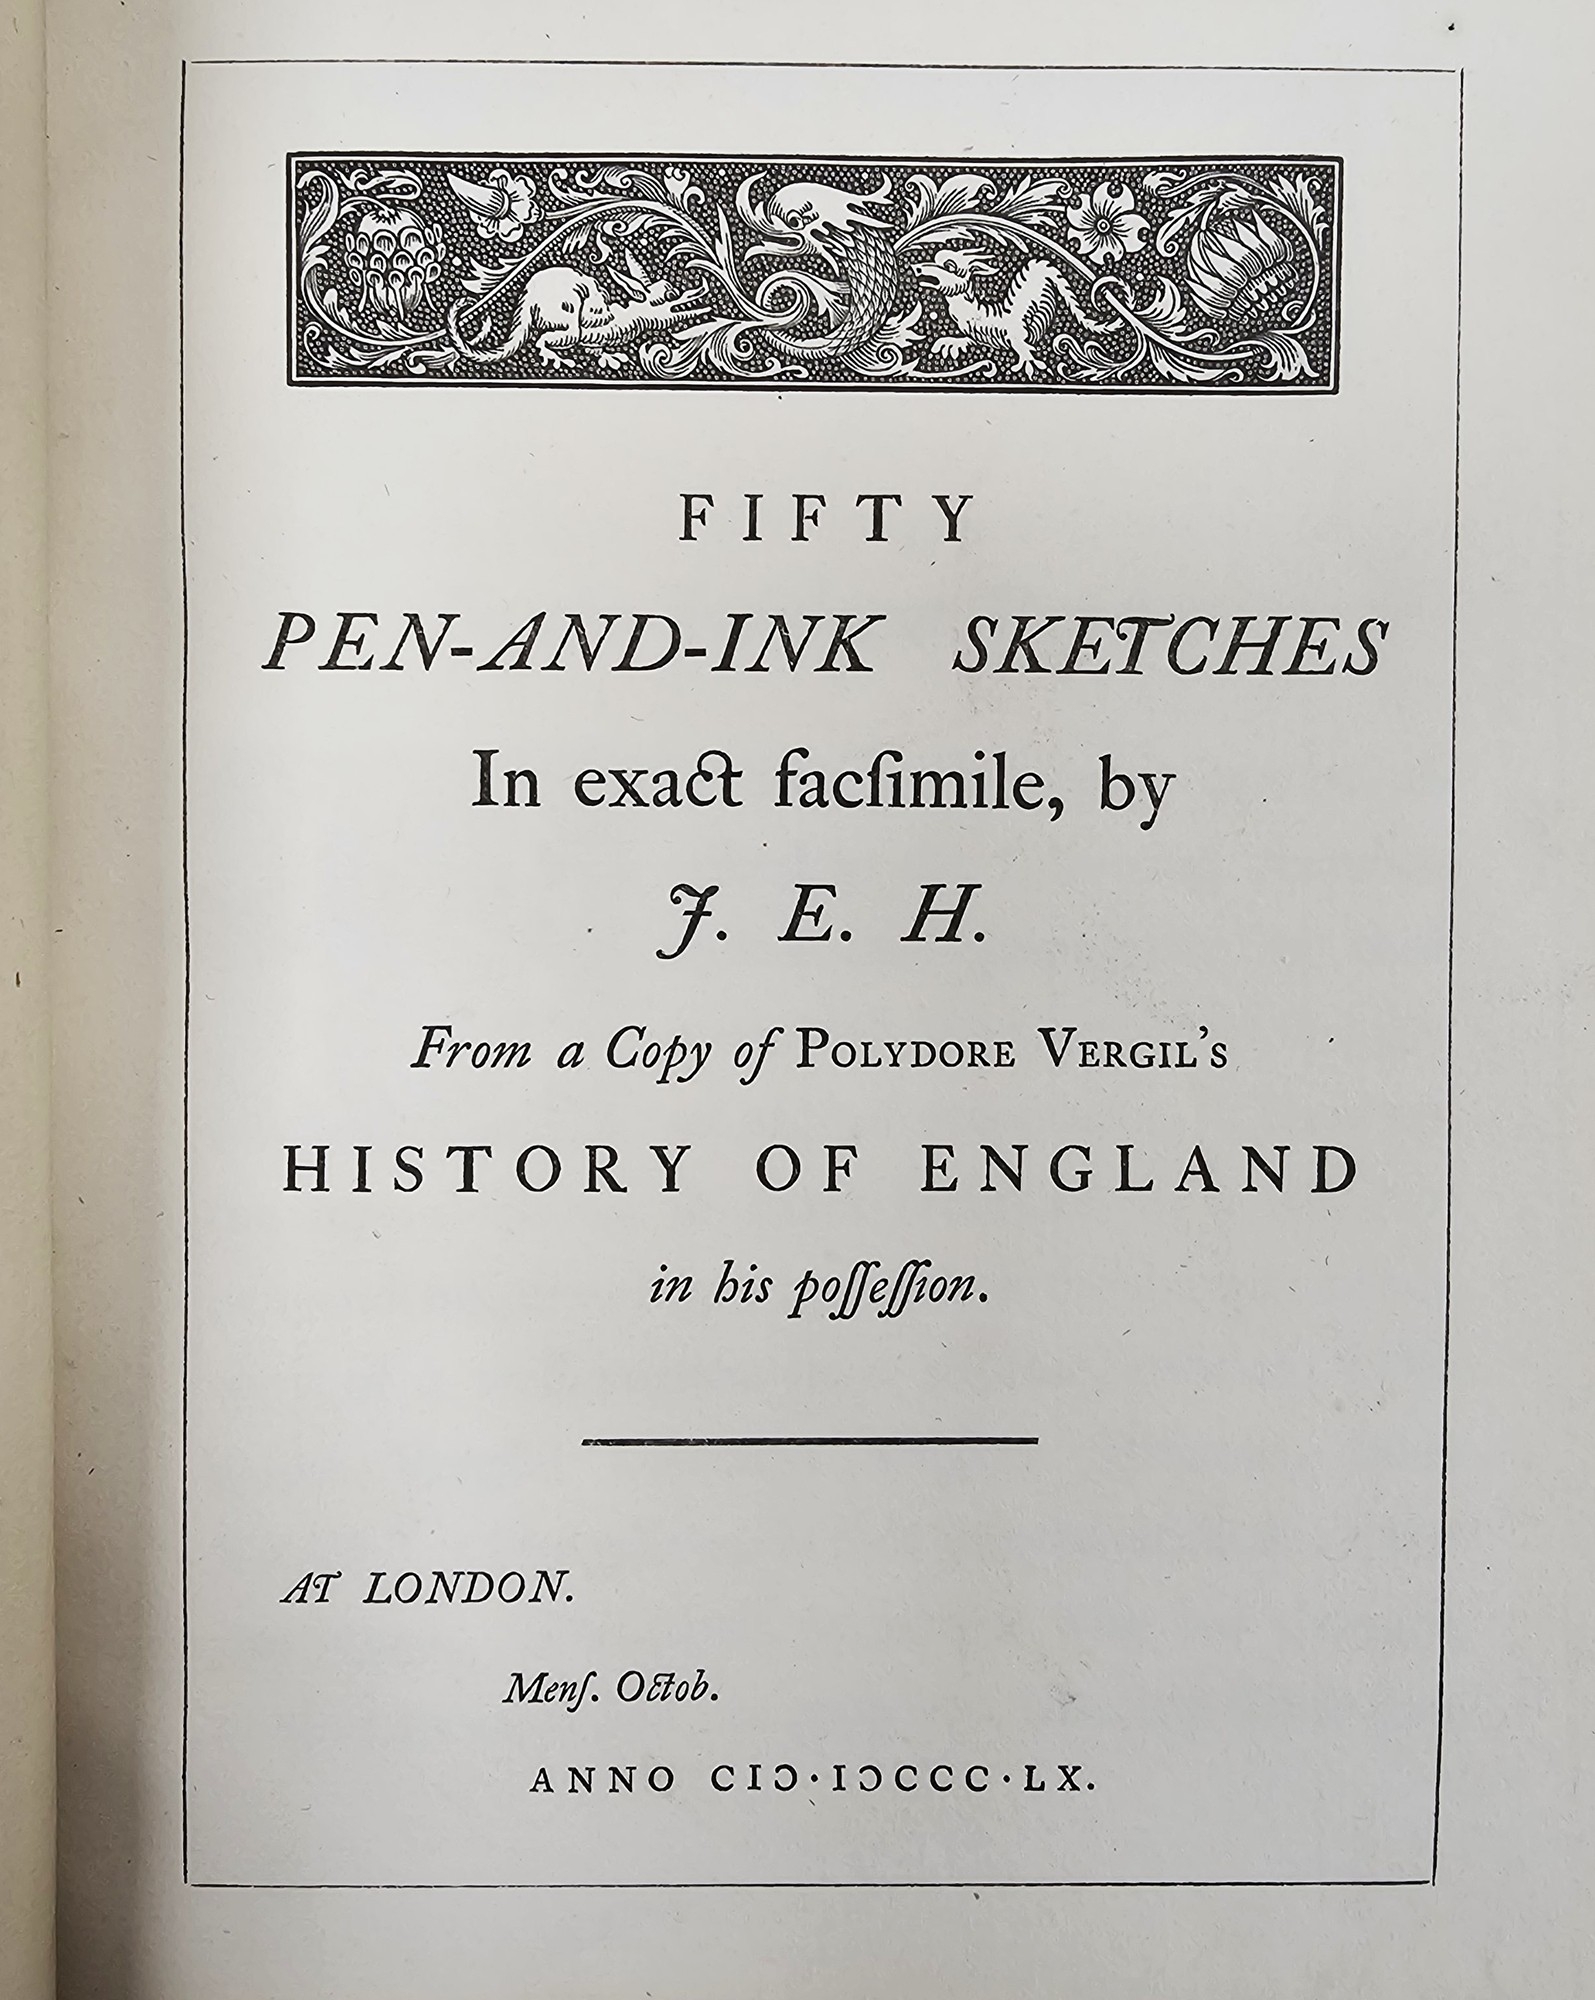 FIFTY
PEN-AND-INK SKETCHES
In exact facſimile, by
J. E. H.
From a Copy of POLYDORE VERGIL'S
HISTORY OF ENGLAND
in his poſſeſſion.
AT LONDON.
Menſ. Octob.
ANNO CIↃ·IↃCCC·LX.